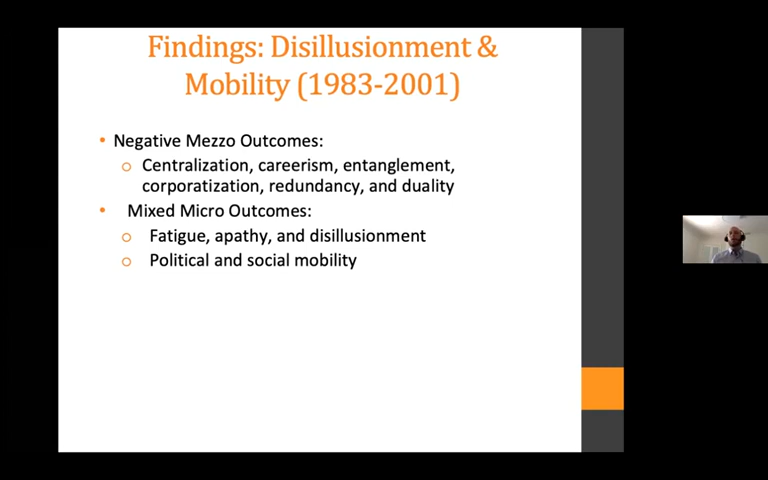 Findings: Disillusionment &
Mobility (1983-2001)
• Negative Mezzo Outcomes:
o Centralization, careerism, entanglement,
corporatization, redundancy, and duality
• Mixed Micro Outcomes:
o Fatigue, apathy, and disillusionment
o Political and social mobility